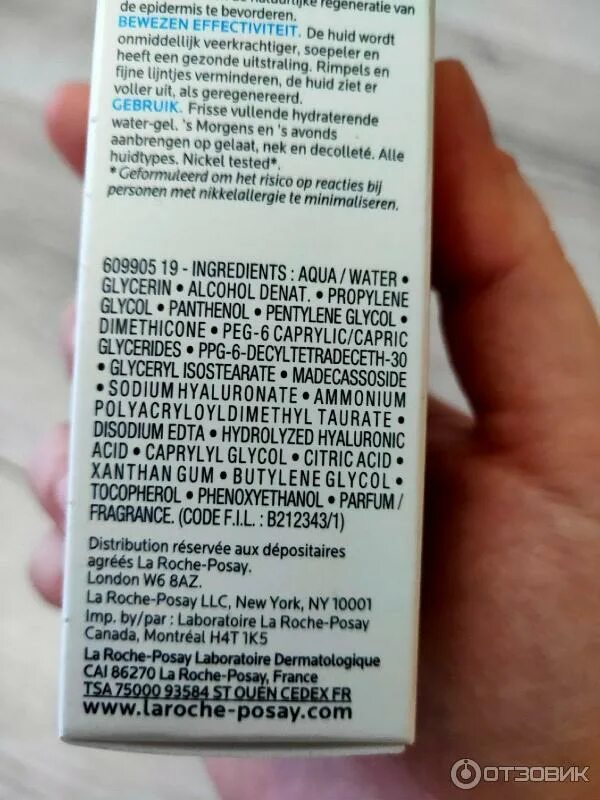 natuurlijke regeneratie van
de epidermis te bevorderen.
BEWEZEN EFFECTIVITEIT. De huid wordt
onmiddellijk veerkrachtiger, soepeler en
heeft een gezonde uitstraling. Rimpels en
fijne lijntjes verminderen, de huid ziet er
voller uit, als geregenereerd.
GEBRUIK. Frisse vullende hydraterende
water-gel. 's Morgens en 's avonds
aanbrengen op gelaat, nek en decolleté. Alle
huidtypes. Nickel tested*.
*Geformuleerd om het risico op reacties bij
personen met nikkelallergie te minimaliseren.
609905 19 - INGREDIENTS : AQUA / WATER •
GLYCERIN • ALCOHOL DENAT. • PROPYLENE
GLYCOL • PANTHENOL • PENTYLENE GLYCOL •
DIMETHICONE • PEG-6 CAPRYLIC/CAPRIC
GLYCERIDES • PPG-6-DECYLTETRADECETH-30
• GLYCERYL ISOSTEARATE • MADECASSOSIDE
• SODIUM HYALURONATE • AMMONIUM
POLYACRYLOYLDIMETHYL TAURATE •
DISODIUM EDTA • HYDROLYZED HYALURONIC
ACID • CAPRYLYL GLYCOL • CITRIC ACID •
XANTHAN GUM • BUTYLENE GLYCOL •
TOCOPHEROL • PHENOXYETHANOL • PARFUM /
FRAGRANCE. (CODE F.I.L. : B212343/1)
Distribution réservée aux dépositaires
agréés La Roche-Posay.
London W6 8AZ.
La Roche-Posay LLC, New York, NY 10001
Imp. by/par : Laboratoire La Roche-Posay
Canada, Montréal H4T 1K5
La Roche-Posay Laboratoire Dermatologique
CAI 86270 La Roche-Posay, France
TSA 75000 93584 ST OUEN CEDEX FR
www.laroche-posay.com
ОТЗОВИК